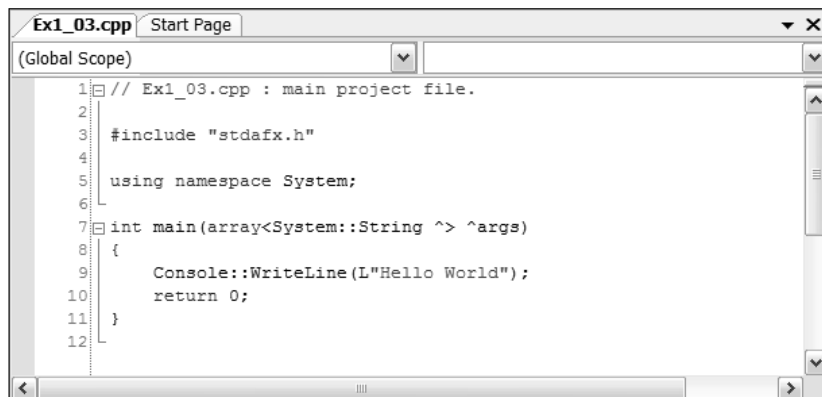 Ex1_03.cpp Start Page
(Global Scope)
1 // Ex1_03.cpp : main project file.
2
3 #include "stdafx.h"
4
5 using namespace System;
6
7 int main(array<System::String ^> ^args)
8 {
9     Console::WriteLine(L"Hello World");
10     return 0;
11 }
12